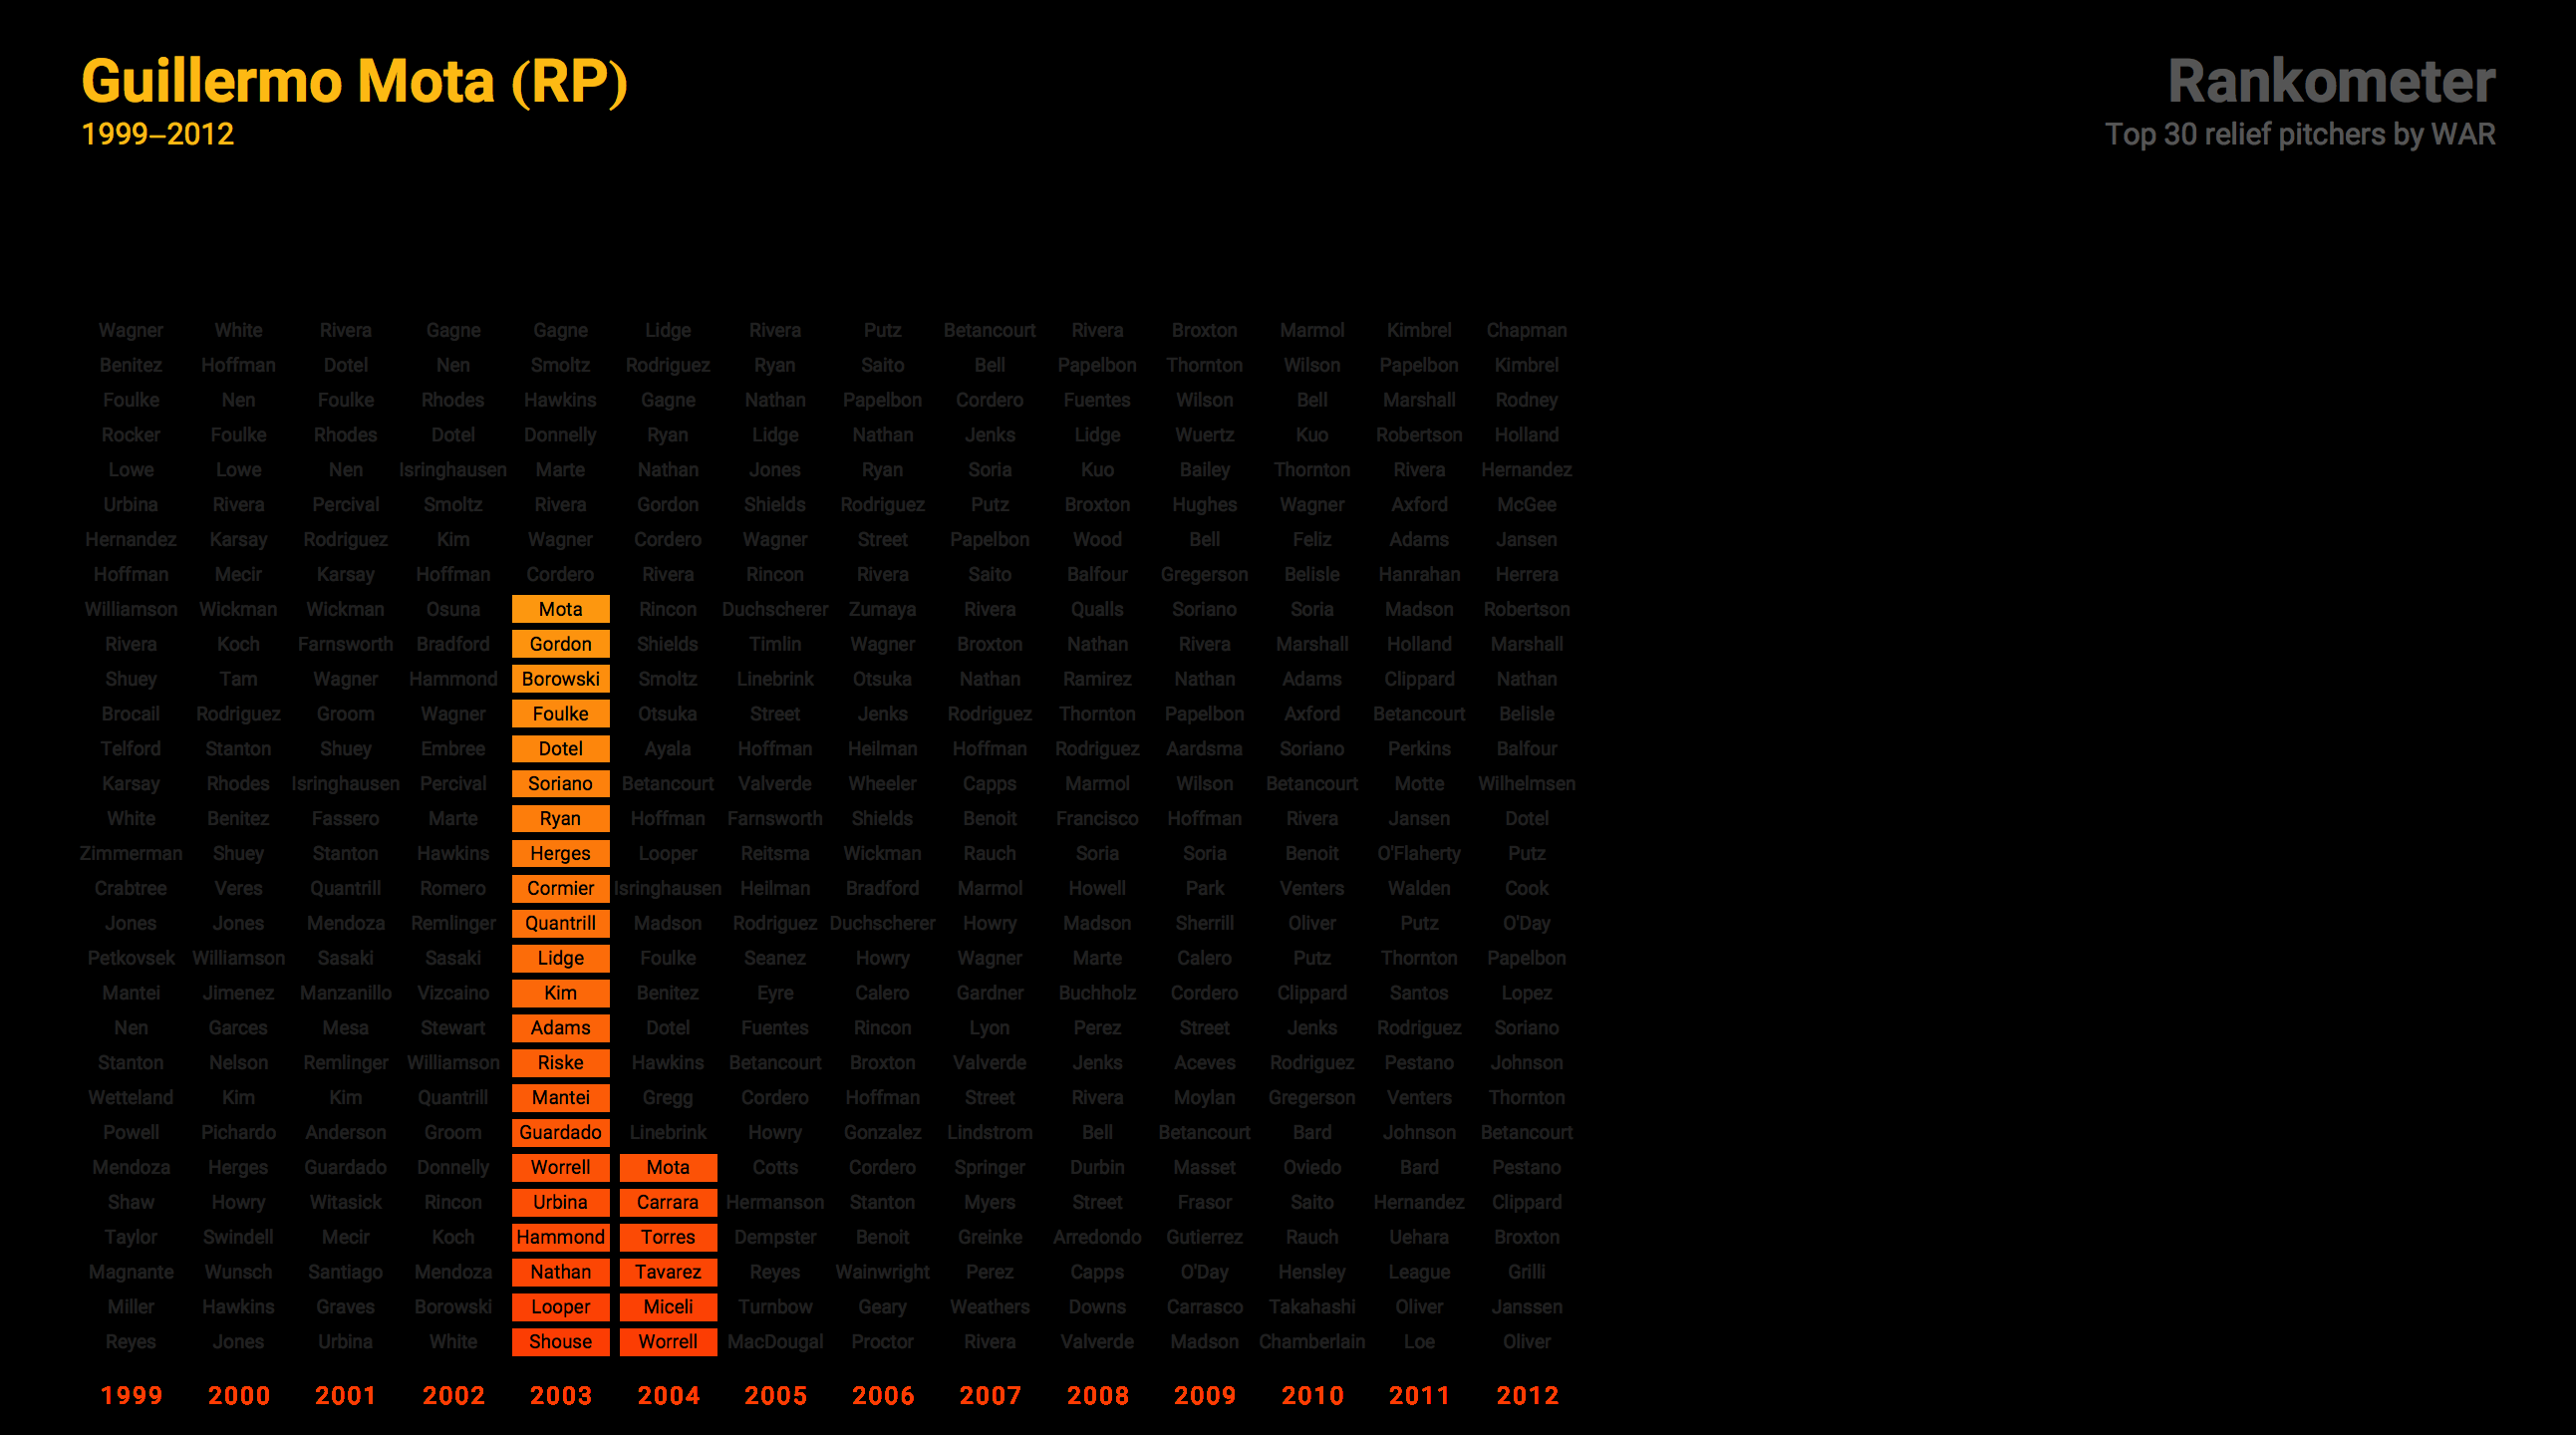 Guillermo Mota (RP)
1999–2012
Rankometer
Top 30 relief pitchers by WAR
Wagner White Rivera Gagne Gagne Lidge Rivera Putz Betancourt Rivera Broxton Marmol Kimbrel Chapman
Benitez Hoffman Dotel Nen Smoltz Rodriguez Ryan Saito Bell Papelbon Thornton Wilson Papelbon Kimbrel
Foulke Nen Foulke Rhodes Hawkins Gagne Nathan Papelbon Cordero Fuentes Wilson Bell Marshall Rodney
Rocker Foulke Rhodes Dotel Donnelly Ryan Lidge Nathan Jenks Lidge Wuertz Kuo Robertson Holland
Lowe Lowe Nen Isringhausen Marte Nathan Jones Ryan Soria Kuo Bailey Thornton Rivera Hernandez
Urbina Rivera Percival Smoltz Rivera Gordon Shields Rodriguez Putz Broxton Hughes Wagner Axford McGee
Hernandez Karsay Rodriguez Kim Wagner Cordero Wagner Street Papelbon Wood Bell Feliz Adams Jansen
Hoffman Mecir Karsay Hoffman Cordero Rivera Rincon Rivera Saito Balfour Gregerson Belisle Hanrahan Herrera
Williamson Wickman Wickman Osuna Mota Rincon Duchscherer Zumaya Rivera Qualls Soriano Soria Madson Robertson
Rivera Koch Farnsworth Bradford Gordon Shields Timlin Wagner Broxton Nathan Rivera Marshall Holland Marshall
Shuey Tam Wagner Hammond Borowski Smoltz Linebrink Otsuka Nathan Ramirez Nathan Adams Clippard Nathan
Brocail Rodriguez Groom Wagner Foulke Otsuka Street Jenks Rodriguez Thornton Papelbon Axford Betancourt Belisle
Telford Stanton Shuey Embree Dotel Ayala Hoffman Heilman Hoffman Rodriguez Aardsma Soriano Perkins Balfour
Karsay Rhodes Isringhausen Percival Soriano Betancourt Valverde Wheeler Capps Marmol Wilson Betancourt Motte Wilhelmsen
White Benitez Fassero Marte Ryan Hoffman Farnsworth Shields Benoit Francisco Hoffman Rivera Jansen Dotel
Zimmerman Shuey Stanton Hawkins Herges Looper Reitsma Wickman Rauch Soria Soria Benoit O'Flaherty Putz
Crabtree Veres Quantrill Romero Cormier Isringhausen Heilman Bradford Marmol Howell Park Venters Walden Cook
Jones Jones Mendoza Remlinger Quantrill Madson Rodriguez Duchscherer Howry Madson Sherrill Oliver Putz O'Day
Petkovsek Williamson Sasaki Sasaki Lidge Foulke Seanez Howry Wagner Marte Calero Putz Thornton Papelbon
Mantei Jimenez Manzanillo Vizcaino Kim Benitez Eyre Calero Gardner Buchholz Cordero Clippard Santos Lopez
Nen Garces Mesa Stewart Adams Dotel Fuentes Rincon Lyon Perez Street Jenks Rodriguez Soriano
Stanton Nelson Remlinger Williamson Riske Hawkins Betancourt Broxton Valverde Jenks Aceves Rodriguez Pestano Johnson
Wetteland Kim Kim Quantrill Mantei Gregg Cordero Hoffman Street Rivera Moylan Gregerson Venters Thornton
Powell Pichardo Anderson Groom Guardado Linebrink Howry Gonzalez Lindstrom Bell Betancourt Bard Johnson Betancourt
Mendoza Herges Guardado Donnelly Worrell Mota Cotts Cordero Springer Durbin Masset Oviedo Bard Pestano
Shaw Howry Witasick Rincon Urbina Carrara Hermanson Stanton Myers Street Frasor Saito Hernandez Clippard
Taylor Swindell Mecir Koch Hammond Torres Dempster Benoit Greinke Arredondo Gutierrez Rauch Uehara Broxton
Magnante Wunsch Santiago Mendoza Nathan Tavarez Reyes Wainwright Perez Capps O'Day Hensley League Grilli
Miller Hawkins Graves Borowski Looper Miceli Turnbow Geary Weathers Downs Carrasco Takahashi Oliver Janssen
Reyes Jones Urbina White Shouse Worrell MacDougal Proctor Rivera Valverde Madson Chamberlain Loe Oliver
1999 2000 2001 2002 2003 2004 2005 2006 2007 2008 2009 2010 2011 2012